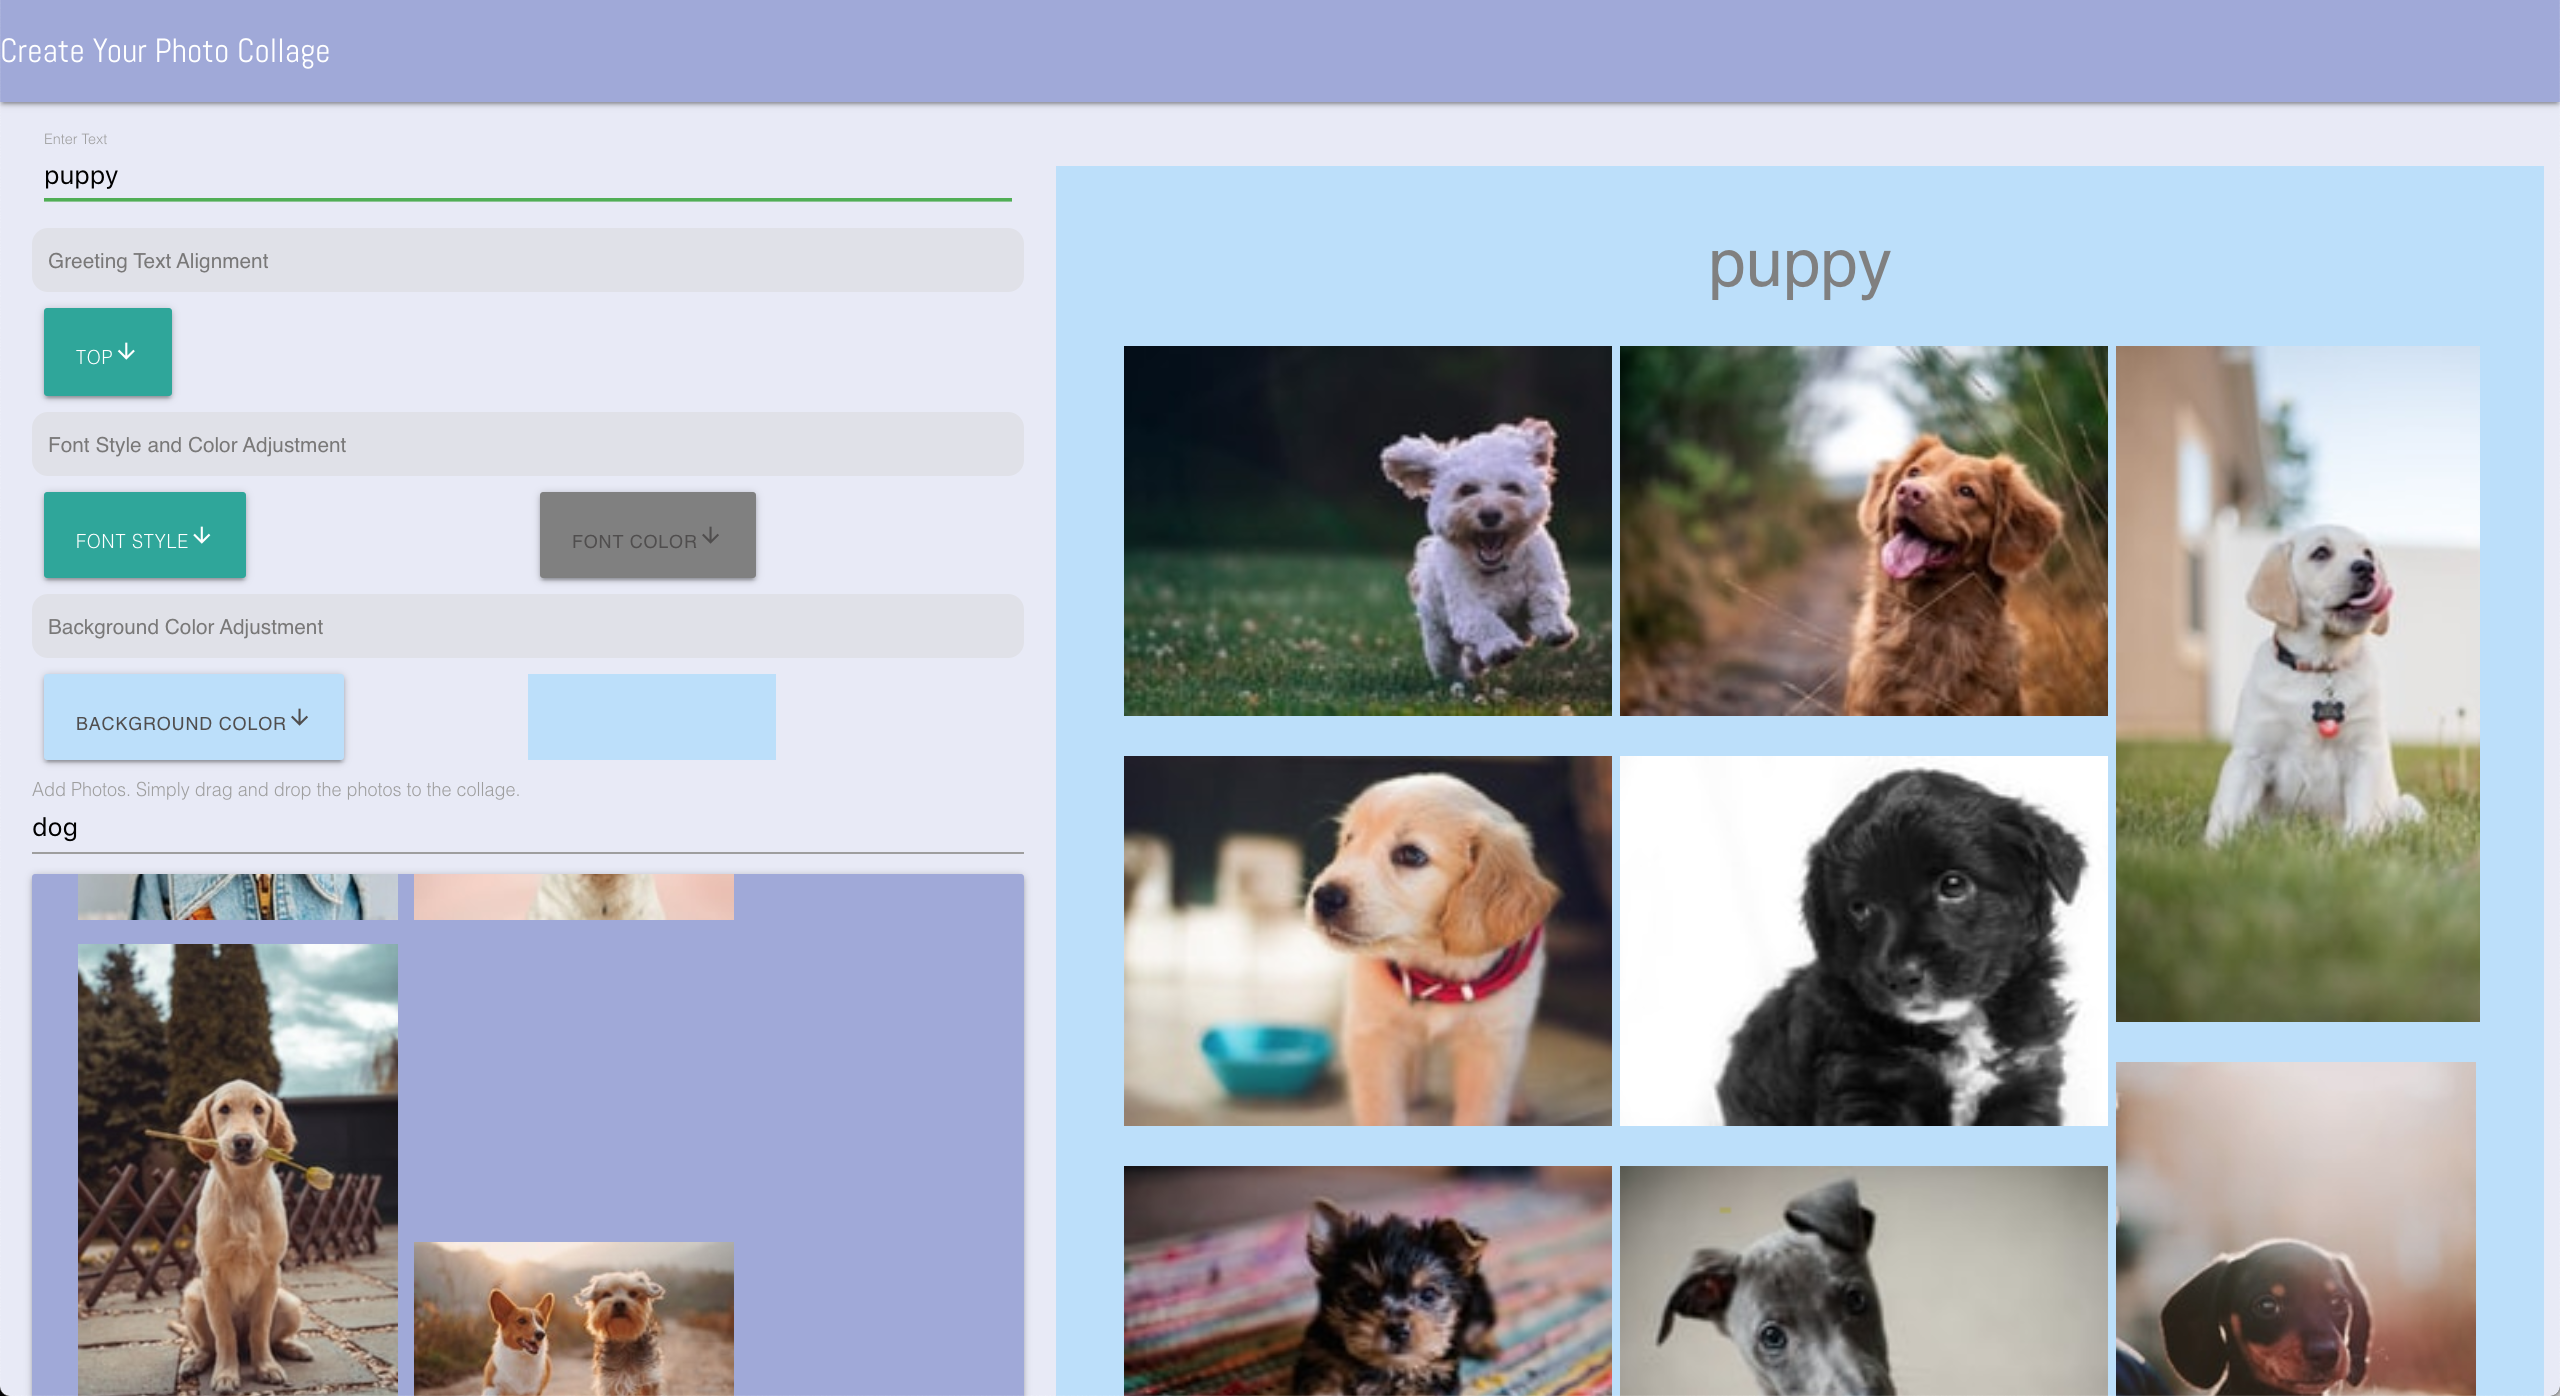 Create Your Photo Collage
Enter Text
puppy
Greeting Text Alignment
TOP
Font Style and Color Adjustment
FONT STYLE
FONT COLOR
Background Color Adjustment
BACKGROUND COLOR
Add Photos. Simply drag and drop the photos to the collage.
dog
puppy